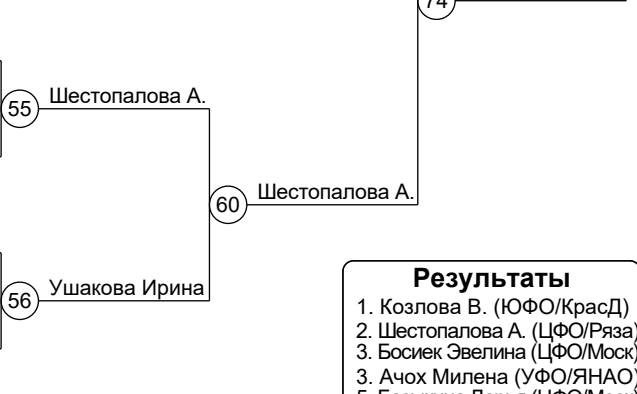 74
Шестопалова А.
55
Шестопалова А.
60
Ушакова Ирина
56
Результаты
1. Козлова В. (ЮФО/КрасД)
2. Шестопалова А. (ЦФО/Ряза)
3. Босиек Эвелина (ЦФО/Моск)
3. Ачох Милена (УФО/ЯНАО)
5.